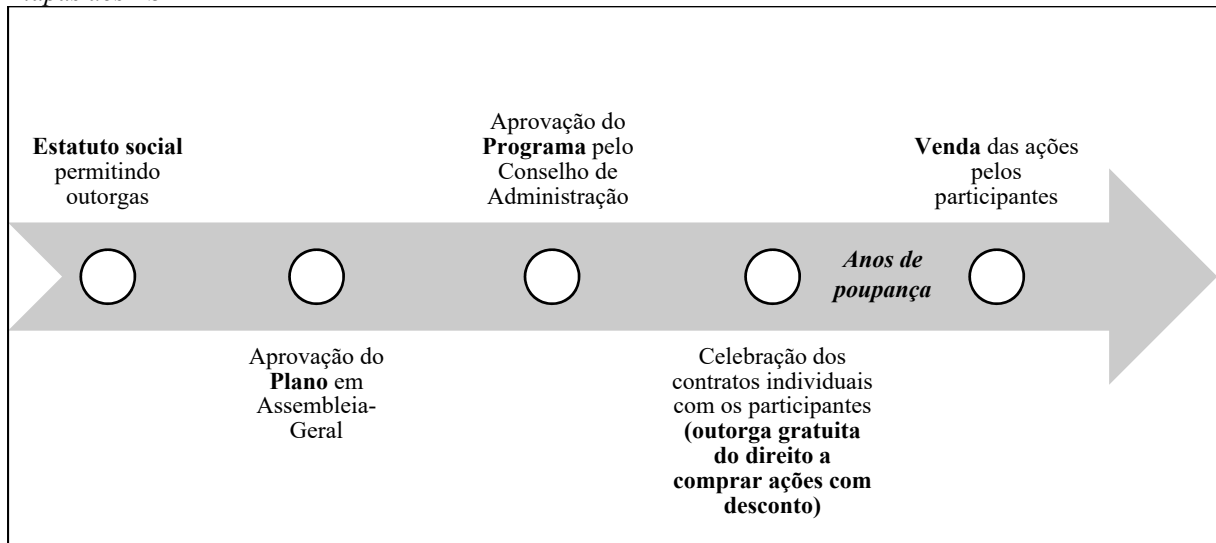 Estatuto social
permitindo
outorgas
Aprovação do
Plano em
Assembleia-
Geral
Aprovação do
Programa pelo
Conselho de
Administração
Celebração dos
contratos individuais
com os participantes
(outorga gratuita
do direito a
comprar ações com
desconto)
Anos de
poupança
Venda das ações
pelos
participantes